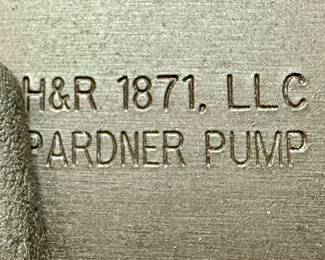 H&R 1871, LLC
PARDNER PUMP